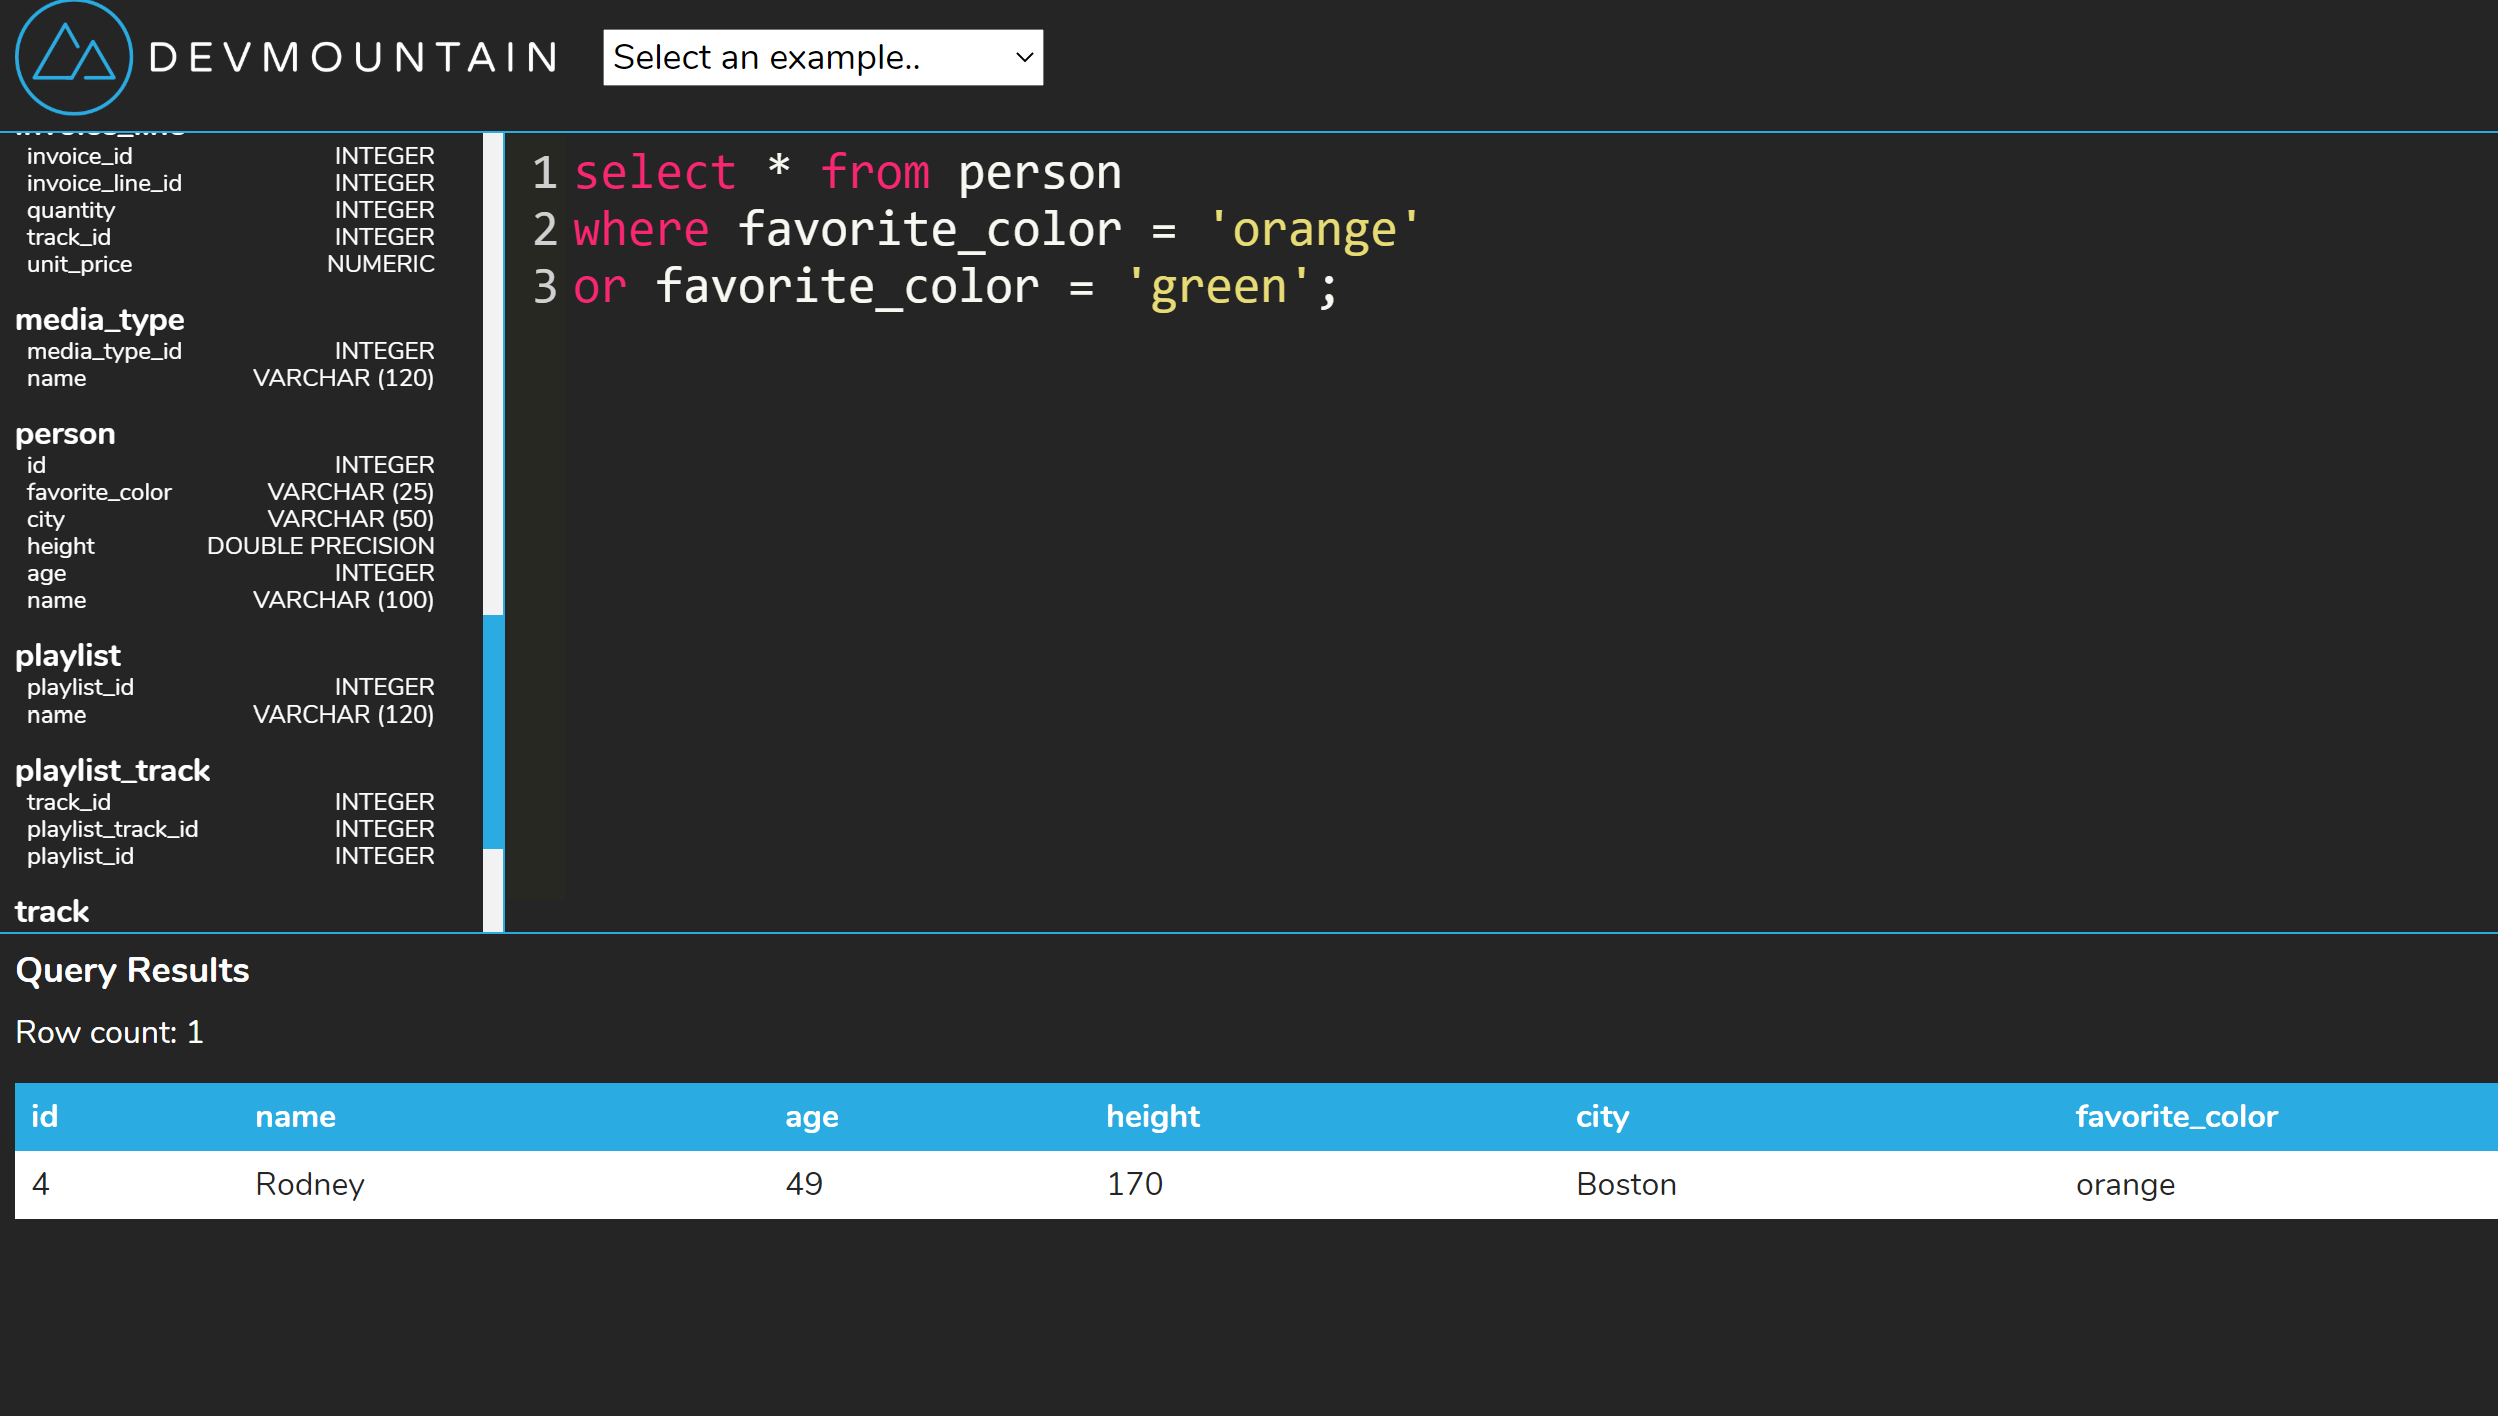 DEVMOUNTAIN
Select an example..
invoice_id INTEGER
invoice_line_id INTEGER
quantity INTEGER
track_id INTEGER
unit_price NUMERIC
media_type
media_type_id INTEGER
name VARCHAR (120)
person
id INTEGER
favorite_color VARCHAR (25)
city VARCHAR (50)
height DOUBLE PRECISION
age INTEGER
name VARCHAR (100)
playlist
playlist_id INTEGER
name VARCHAR (120)
playlist_track
track_id INTEGER
playlist_track_id INTEGER
playlist_id INTEGER
track
1 select * from person
2 where favorite_color = 'orange'
3 or favorite_color = 'green';
Query Results
Row count: 1
id name age height city favorite_color
4 Rodney 49 170 Boston orange